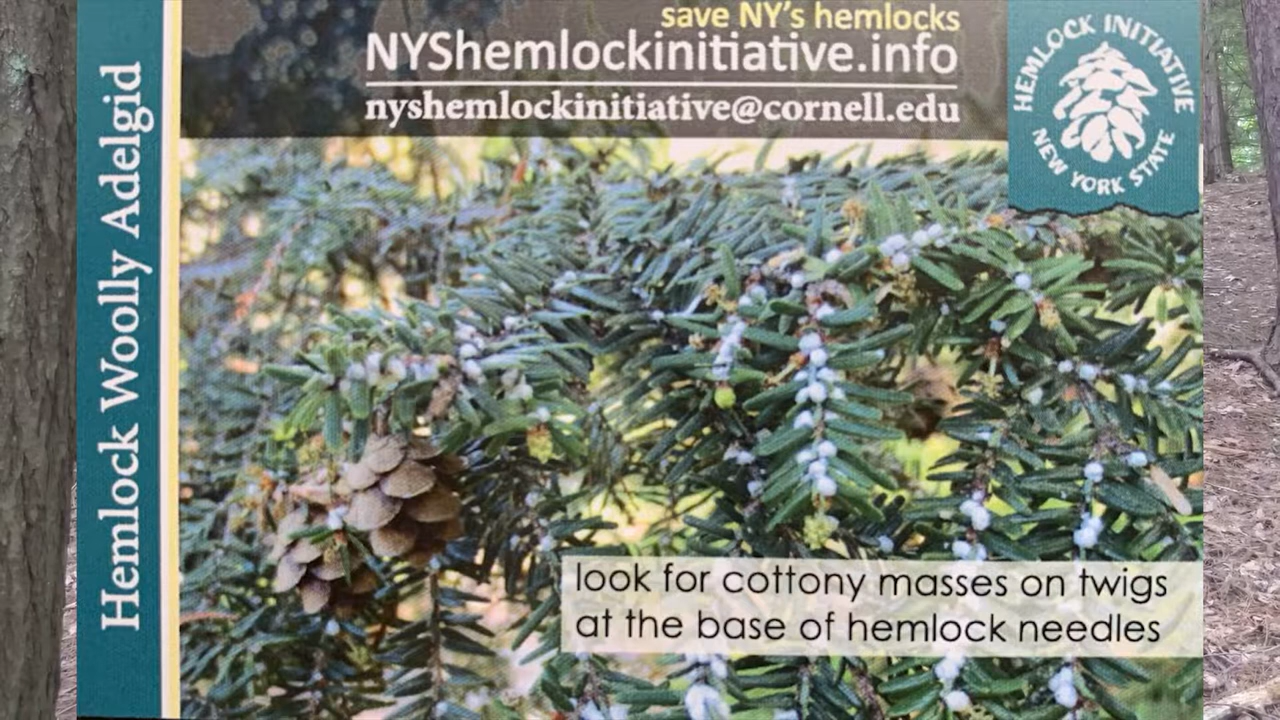 save NY's hemlocks
NYShemlockinitiative.info
nyshemlockinitiative@cornell.edu
HEMLOCK INITIATIVE
NEW YORK STATE
Hemlock Woolly Adelgid
look for cottony masses on twigs
at the base of hemlock needles